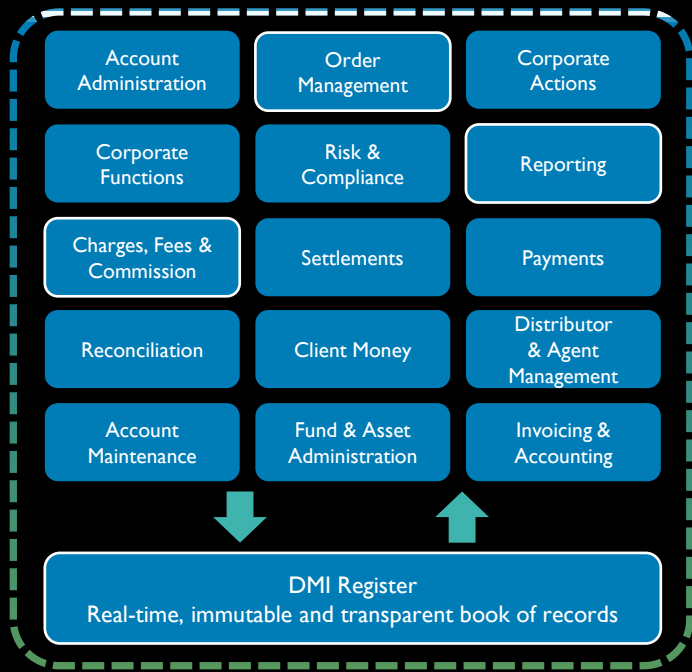 Account
Administration
Order
Management
Corporate
Actions
Corporate
Functions
Risk &
Compliance
Reporting
Charges, Fees &
Commission
Settlements
Payments
Reconciliation
Client Money
Distributor
& Agent
Management
Account
Maintenance
Fund & Asset
Administration
Invoicing &
Accounting
DMI Register
Real-time, immutable and transparent book of records